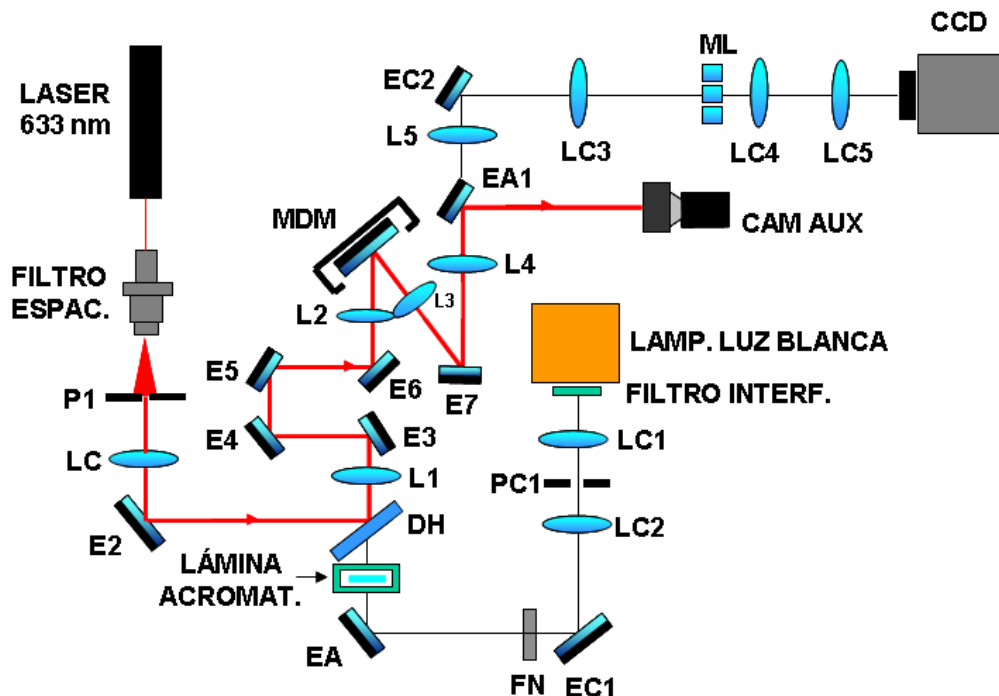 CCD
ML
EC2
LASER
633 nm
L5
LC3
LC4
LC5
EA1
MDM
CAM AUX
FILTRO
ESPAC.
L4
L3
L2
LAMP. LUZ BLANCA
E5
E6
E7
FILTRO INTERF.
P1
E4
E3
LC1
LC
L1
PC1
DH
LC2
E2
LÁMINA
ACROMAT.
EA
FN
EC1